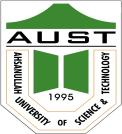 AUST
1995
AHSANULLAH UNIVERSITY OF SCIENCE & TECHNOLOGY